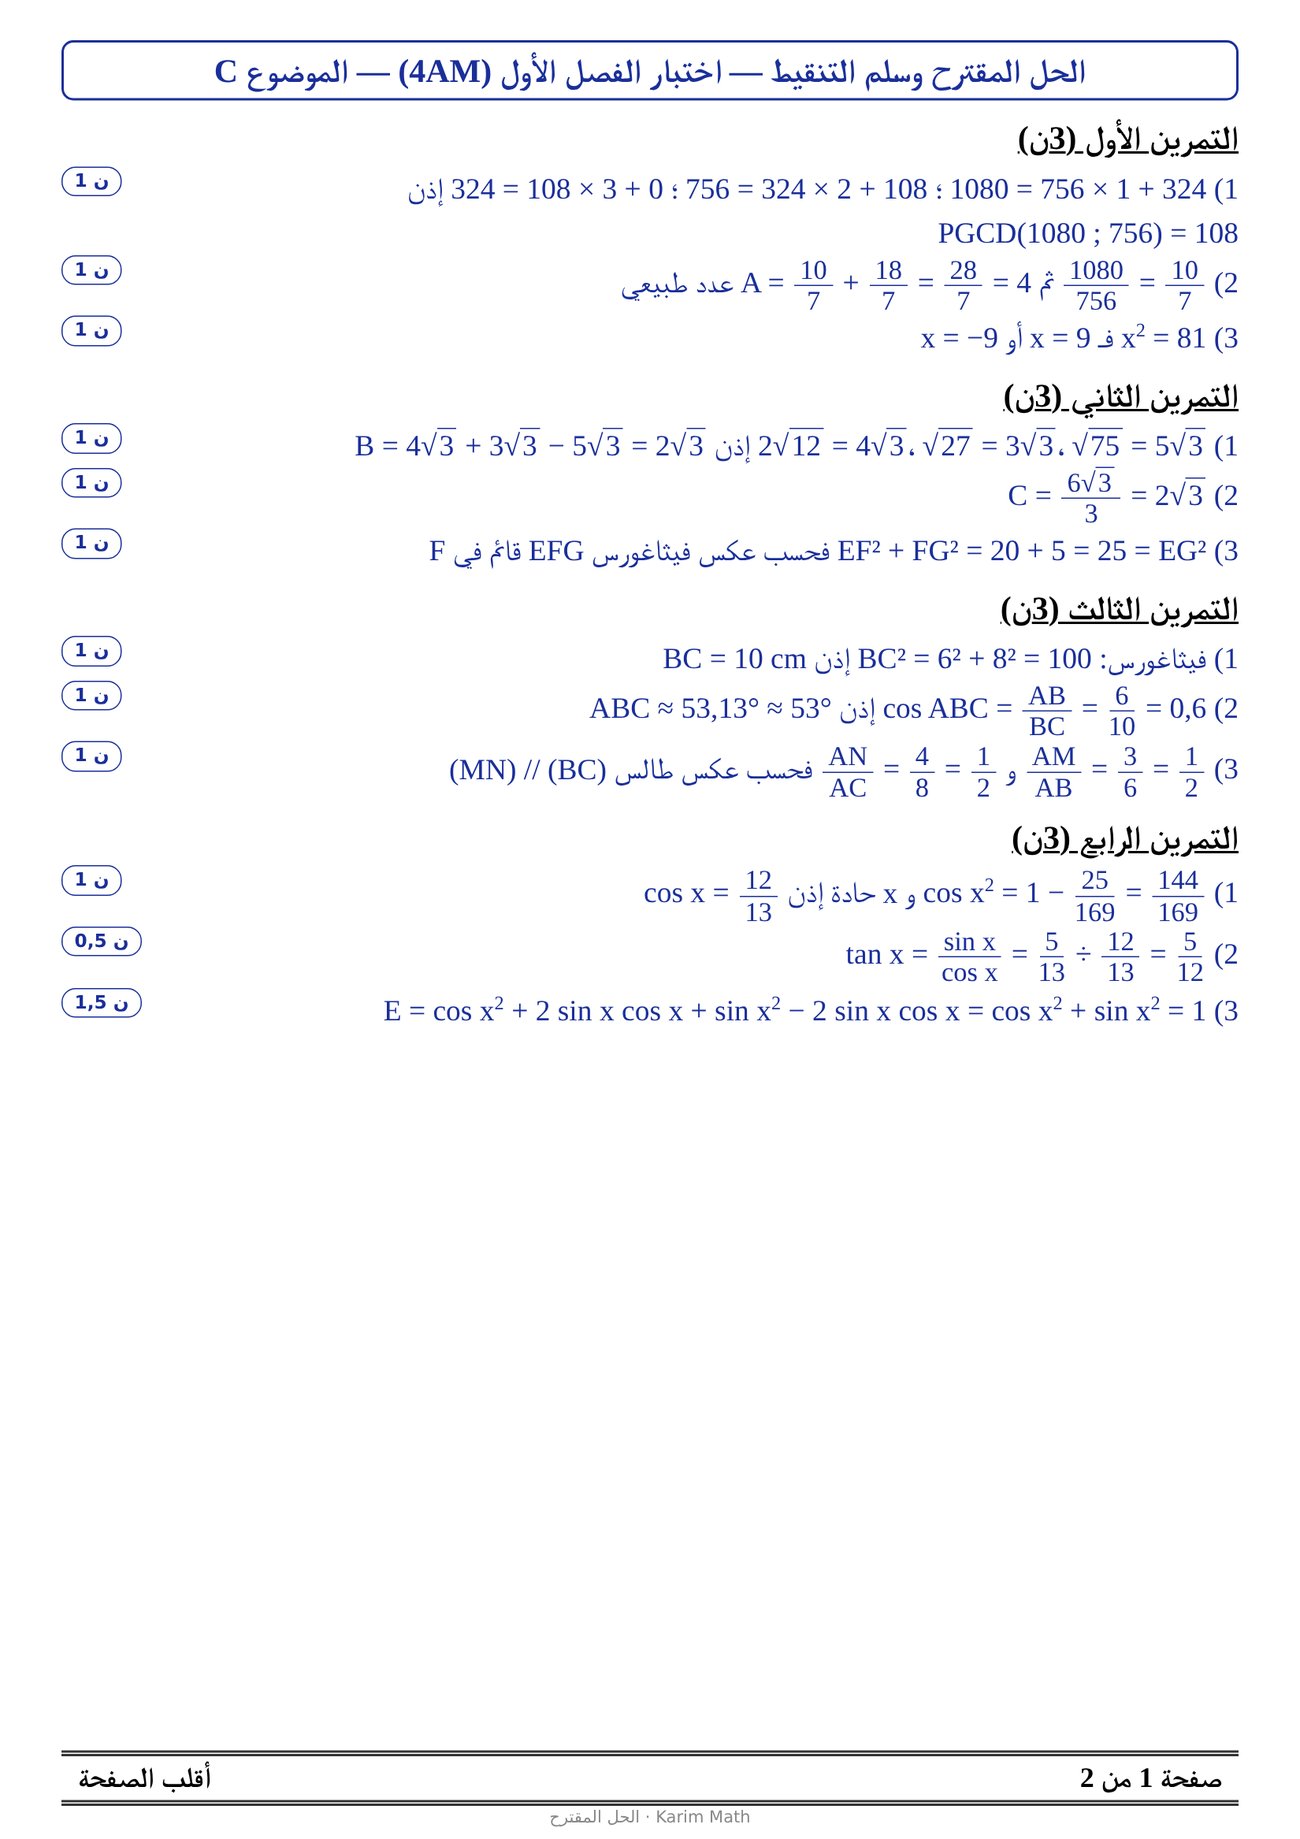 الحل المقترح وسلم التنقيط — اختبار الفصل الأول (4AM) — الموضوع C
التمرين الأول (3ن)
1) 1080 = 756 × 1 + 324 ؛ 756 = 324 × 2 + 108 ؛ 324 = 108 × 3 + 0 إذن
1 ن
PGCD(1080 ; 756) = 108
2) 1080/756 = 10/7 ثم A = 10/7 + 18/7 = 28/7 = 4 عدد طبيعي
1 ن
3) x² = 81 فـ x = 9 أو x = −9
1 ن
التمرين الثاني (3ن)
1) √75 = 5√3، √27 = 3√3، 2√12 = 4√3 إذن B = 4√3 + 3√3 − 5√3 = 2√3
1 ن
2) C = 6√3/3 = 2√3
1 ن
3) EF² + FG² = 20 + 5 = 25 = EG² فحسب عكس فيثاغورس EFG قائم في F
1 ن
التمرين الثالث (3ن)
1) فيثاغورس: BC² = 6² + 8² = 100 إذن BC = 10 cm
1 ن
2) cos ABC = AB/BC = 6/10 = 0,6 إذن ABC ≈ 53,13° ≈ 53°
1 ن
3) AM/AB = 3/6 = 1/2 و AN/AC = 4/8 = 1/2 فحسب عكس طالس (MN) // (BC)
1 ن
التمرين الرابع (3ن)
1) cos x² = 1 − 25/169 = 144/169 و x حادة إذن cos x = 12/13
1 ن
2) tan x = sin x/cos x = 5/13 ÷ 12/13 = 5/12
0,5 ن
3) E = cos x² + 2 sin x cos x + sin x² − 2 sin x cos x = cos x² + sin x² = 1
1,5 ن
صفحة 1 من 2
أقلب الصفحة
Karim Math · الحل المقترح